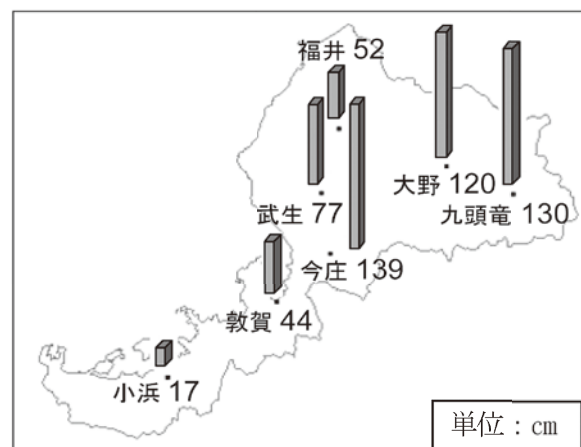 福井 52
大野 120
武生 77
九頭竜 130
今庄 139
敦賀 44
小浜 17
単位：cm